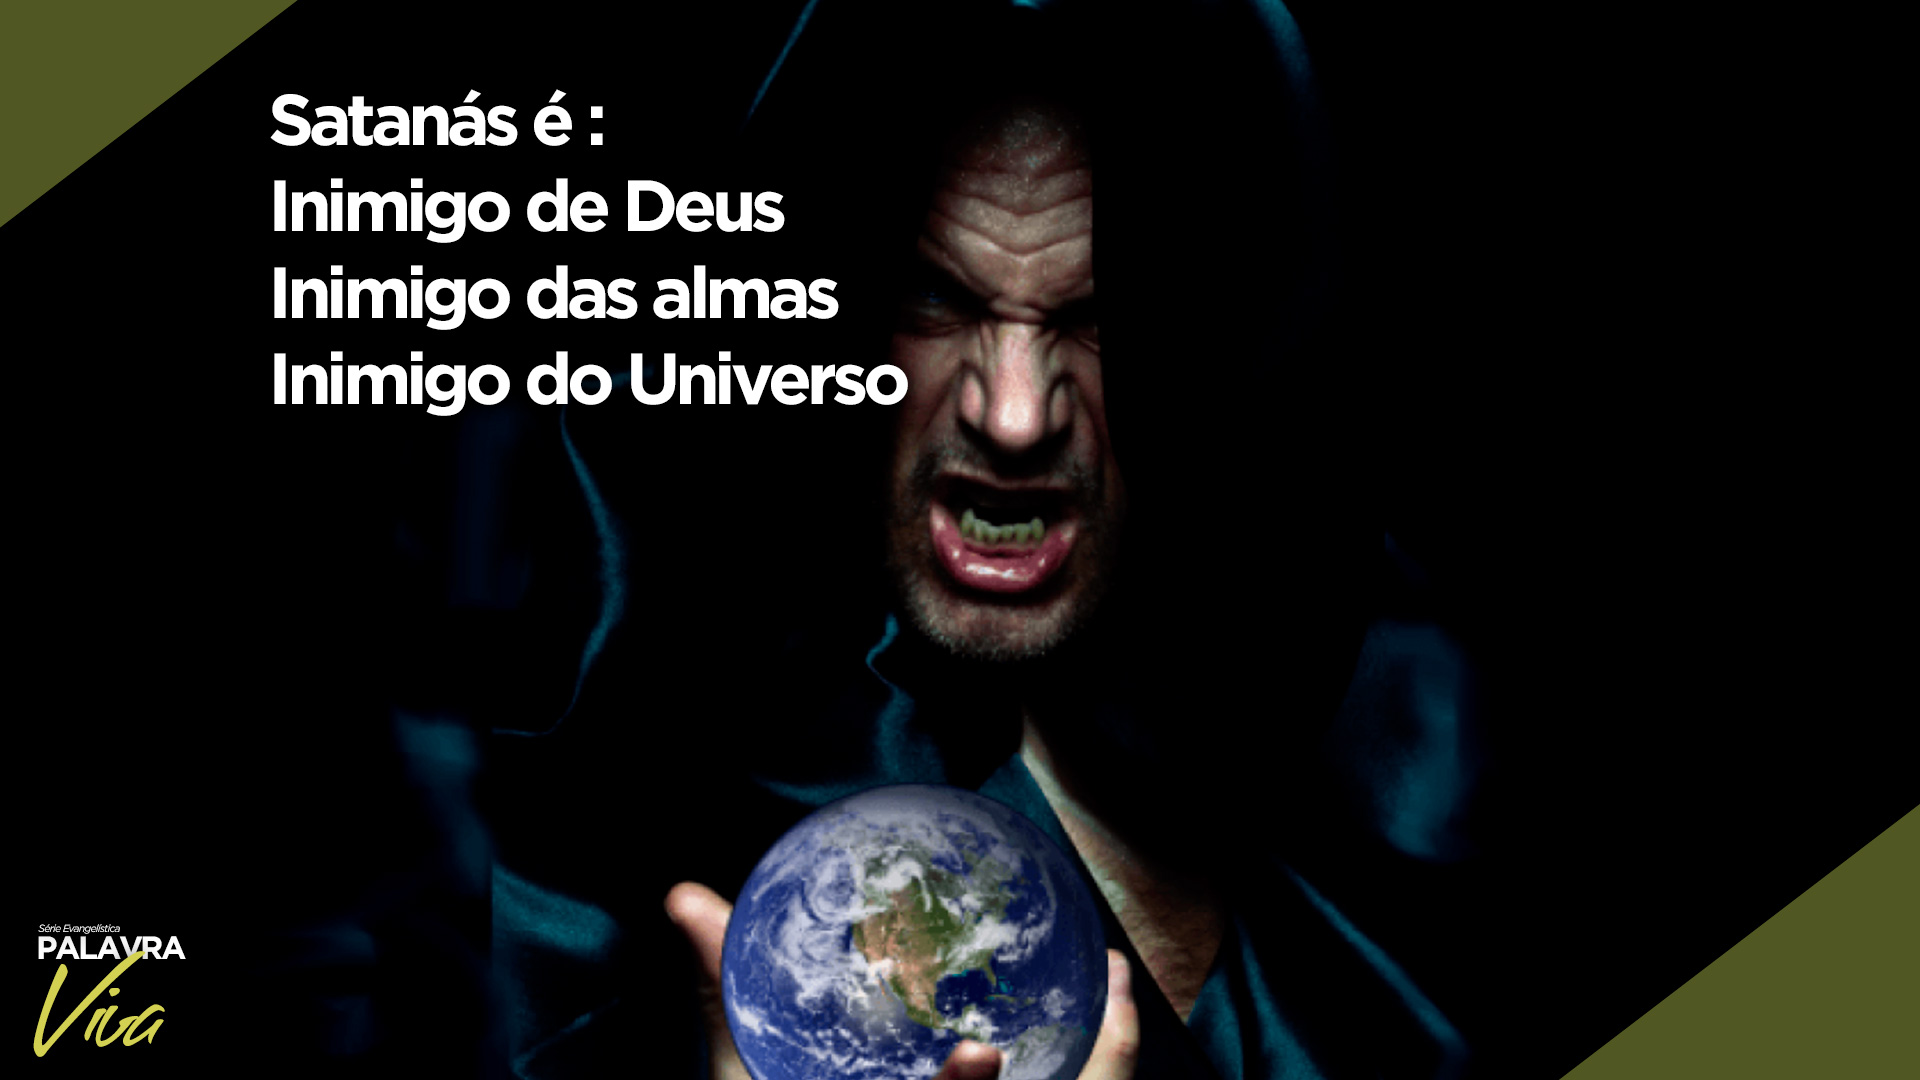 Satanás é :
Inimigo de Deus
Inimigo das almas
Inimigo do Universo
Série Evangelística
PALAVRA
Viva